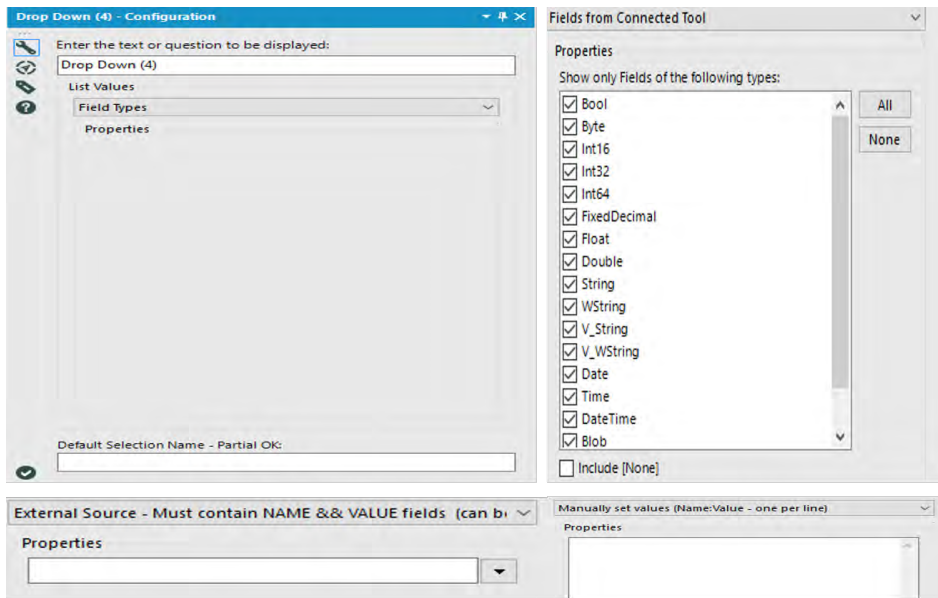 Drop Down (4) - Configuration
Enter the text or question to be displayed:
Drop Down (4)
List Values
Field Types
Properties
Default Selection Name - Partial OK:
Fields from Connected Tool
Properties
Show only Fields of the following types:
Bool
Byte
Int16
Int32
Int64
FixedDecimal
Float
Double
String
WString
V_String
V_WString
Date
Time
DateTime
Blob
All
None
Include [None]
External Source - Must contain NAME && VALUE fields (can b
Properties
Manually set values (Name:Value - one per line)
Properties